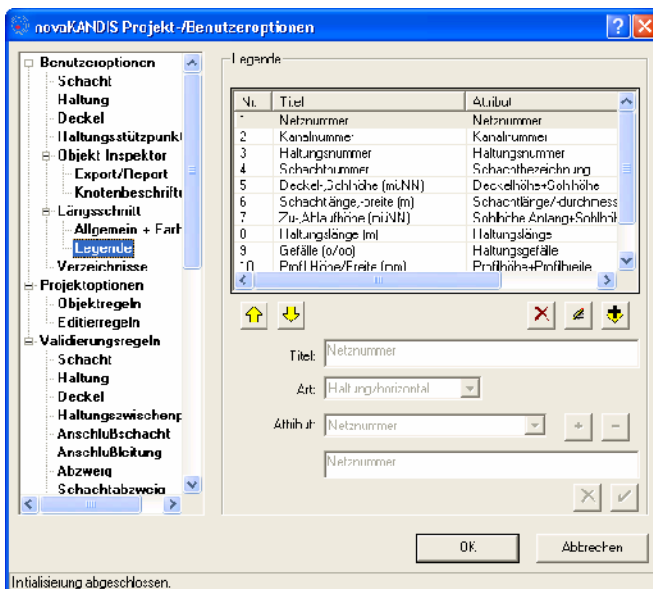 novaKANDIS Projekt-/Benutzeroptionen
Benutzeroptionen
Schacht
Haltung
Deckel
Haltungsstützpunkt
Objekt Inspektor
Export/Report
Knotenbeschriftu
Längsschnitt
Allgemein + Farb
Legende
Verzeichnisse
Projektoptionen
Objektregeln
Editierregeln
Validierungsregeln
Schacht
Haltung
Deckel
Haltungszwischenp
Anschlußschacht
Anschlußleitung
Abzweig
Schachtabzweig
Legende
Nr. Titel Attribut
1 Netznummer Netznummer
2 Kanalnummer Kanalnummer
3 Haltungsnummer Haltungsnummer
4 Schachtnummer Schachtbezeichnung
5 Deckel-,Sohlhöhe (müNN) Deckelhöhe+Sohlhöhe
6 Schachtlänge,-breite (m) Schachtlänge/-durchmess
7 Zu-,Ablaufhöhe (müNN) Sohlhöhe Anfang+Sohlhöh
8 Haltungslänge (m) Haltungslänge
9 Gefälle (o/oo) Haltungsgefälle
10 Profil Höhe/Breite (mm) Profilhöhe+Profilbreite
Titel: Netznummer
Art: Haltung/horizontal
Attribut: Netznummer
Netznummer
OK
Abbrechen
Intialisierung abgeschlossen.